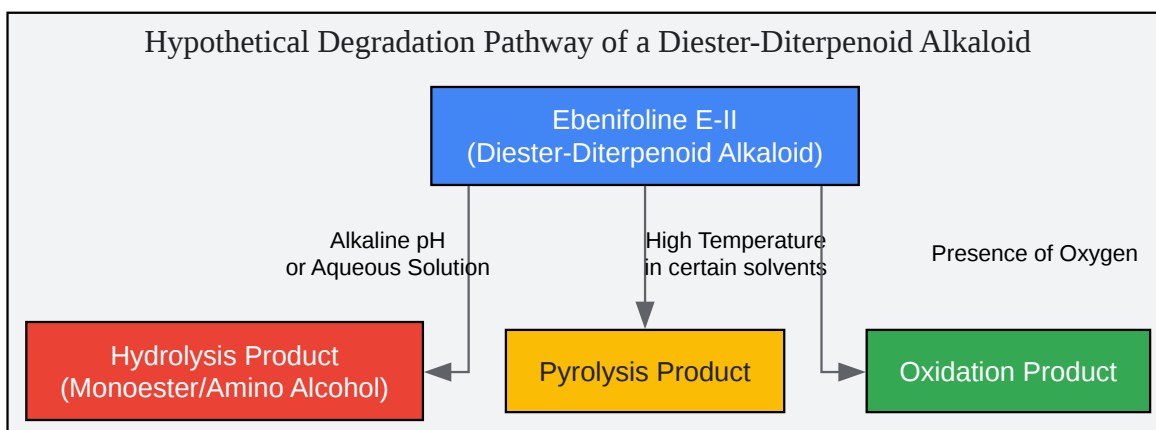 Hypothetical Degradation Pathway of a Diester-Diterpenoid Alkaloid
Ebenifoline E-II
(Diester-Diterpenoid Alkaloid)
Alkaline pH
or Aqueous Solution
High Temperature
in certain solvents
Presence of Oxygen
Hydrolysis Product
(Monoester/Amino Alcohol)
Pyrolysis Product
Oxidation Product